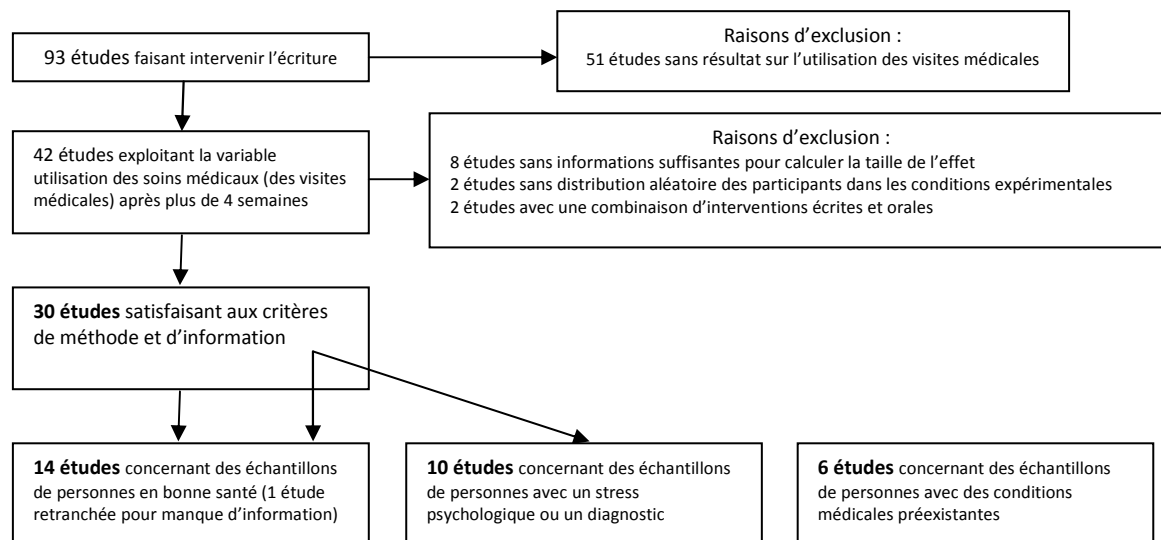 93 études faisant intervenir l’écriture
Raisons d’exclusion :
51 études sans résultat sur l’utilisation des visites médicales
42 études exploitant la variable
utilisation des soins médicaux (des visites
médicales) après plus de 4 semaines
Raisons d’exclusion :
8 études sans informations suffisantes pour calculer la taille de l’effet
2 études sans distribution aléatoire des participants dans les conditions expérimentales
2 études avec une combinaison d’interventions écrites et orales
30 études satisfaisant aux critères
de méthode et d’information
14 études concernant des échantillons
de personnes en bonne santé (1 étude
retranchée pour manque d’information)
10 études concernant des échantillons
de personnes avec un stress
psychologique ou un diagnostic
6 études concernant des échantillons
de personnes avec des conditions
médicales préexistantes